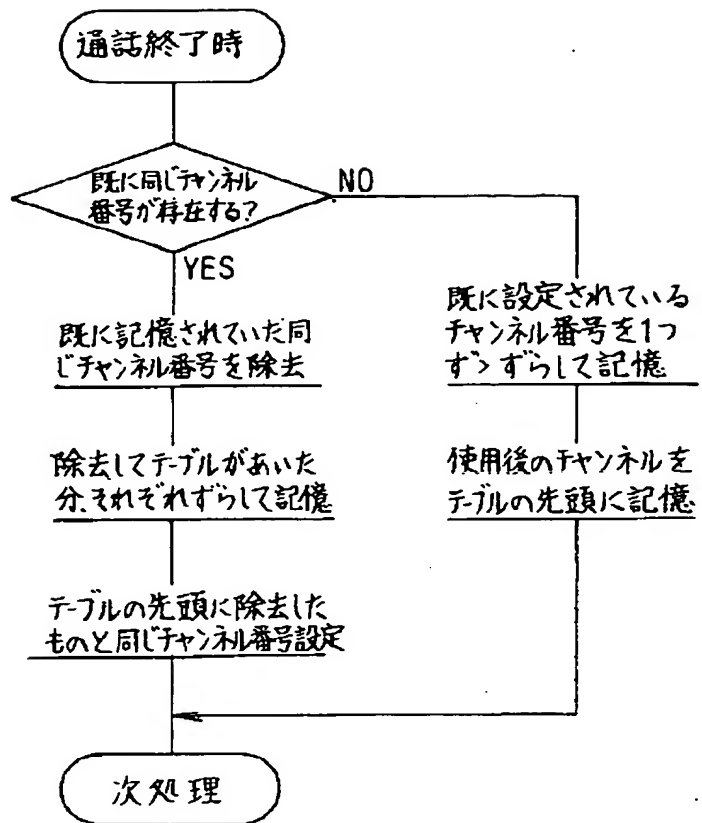 通話終了時
既に同じチャンネル
番号が存在する?
NO
YES
既に記憶されていた同
じチャンネル番号を除去
既に設定されている
チャンネル番号を1つ
ずゝずらして記憶
除去してテーブルがあいた
分、それぞれずらして記憶
使用後のチャンネルを
テーブルの先頭に記憶
テーブルの先頭に除去した
ものと同じチャンネル番号設定
次処理